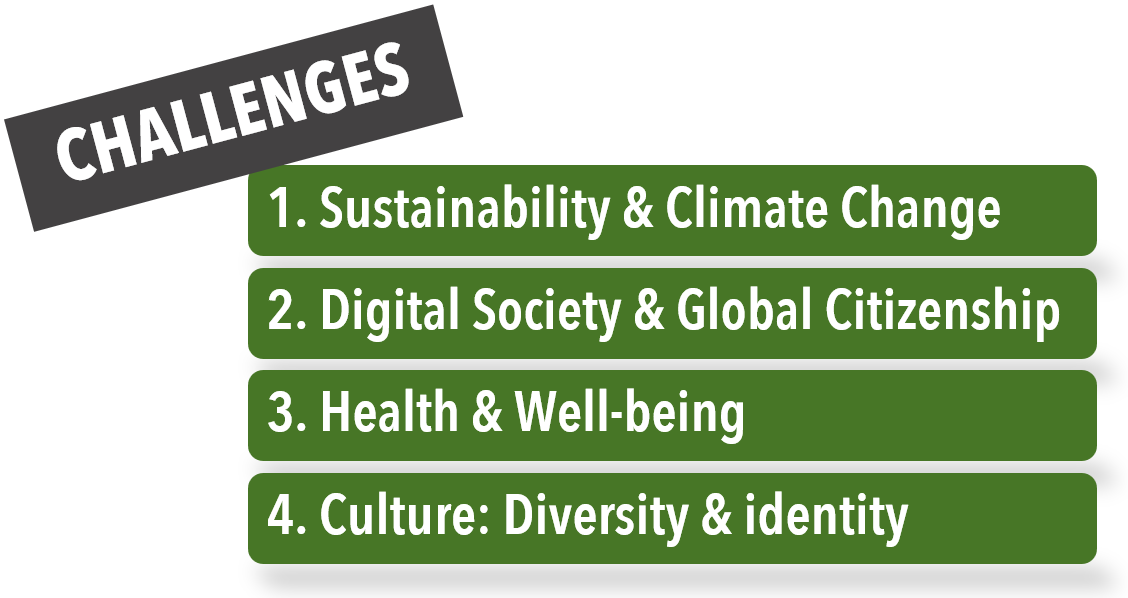 CHALLENGES
1. Sustainability & Climate Change
2. Digital Society & Global Citizenship
3. Health & Well-being
4. Culture: Diversity & identity